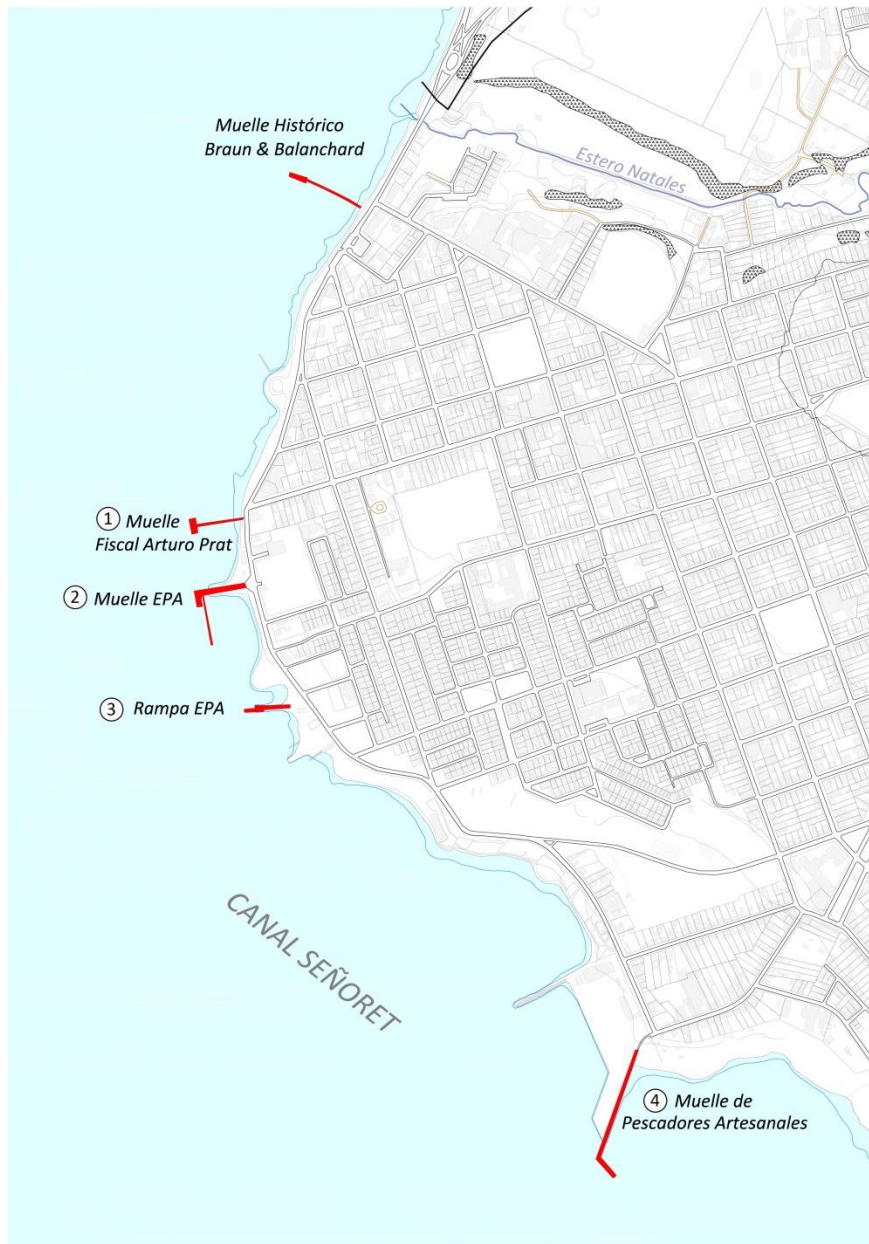 Muelle Histórico
Braun & Balanchard
Estero Natales
1 Muelle
Fiscal Arturo Prat
2 Muelle EPA
3 Rampa EPA
CANAL SEÑORET
4 Muelle de
Pescadores Artesanales